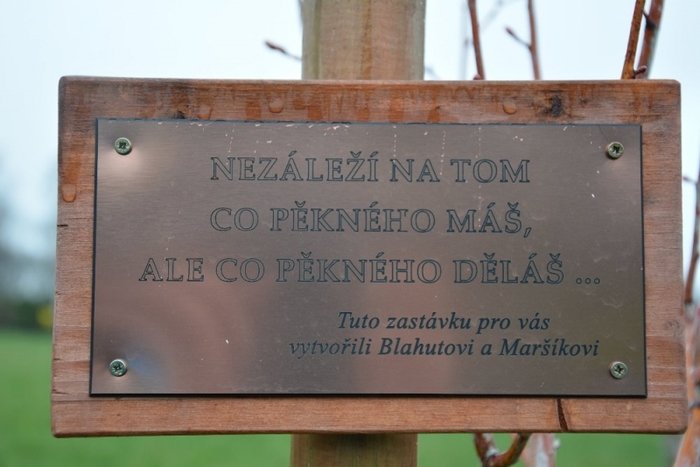 NEZÁLEŽÍ NA TOM
CO PĚKNÉHO MÁŠ,
ALE CO PĚKNÉHO DĚLÁŠ ...
Tuto zastávku pro vás
vytvořili Blahutovi a Maršíkovi